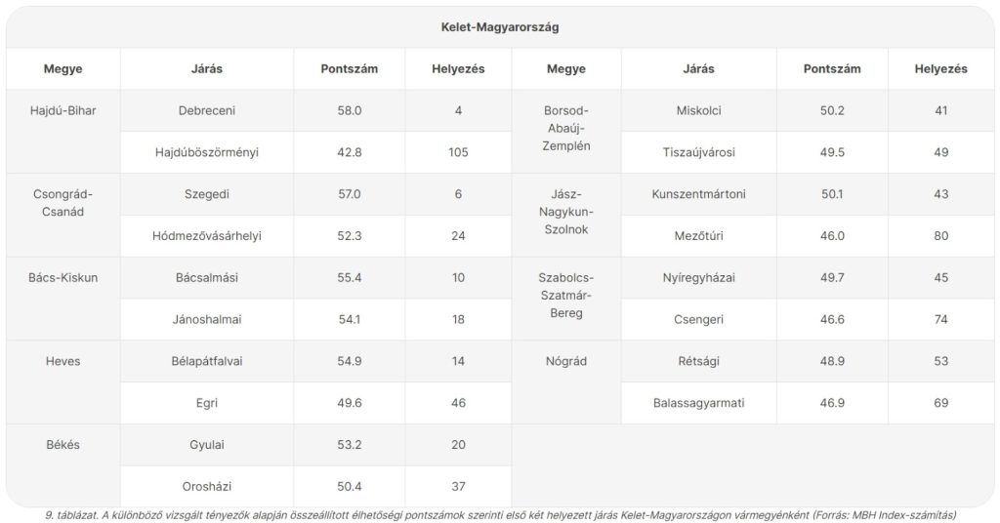 Kelet-Magyarország
Megye Járás Pontszám Helyezés Megye Járás Pontszám Helyezés
Hajdú-Bihar Debreceni 58.0 4 Borsod-Abaúj-Zemplén Miskolci 50.2 41
Hajdúböszörményi 42.8 105 Tiszaújvárosi 49.5 49
Csongrád-Csanád Szegedi 57.0 6 Jász-Nagykun-Szolnok Kunszentmártoni 50.1 43
Hódmezővásárhelyi 52.3 24 Mezőtúri 46.0 80
Bács-Kiskun Bácsalmási 55.4 10 Szabolcs-Szatmár-Bereg Nyíregyházai 49.7 45
Jánoshalmai 54.1 18 Csengeri 46.6 74
Heves Bélapátfalvai 54.9 14 Nógrád Rétsági 48.9 53
Egri 49.6 46 Balassagyarmati 46.9 69
Békés Gyulai 53.2 20
Orosházi 50.4 37
9. táblázat. A különböző vizsgált tényezők alapján összeállított élhetőségi pontszámok szerinti első két helyezett járás Kelet-Magyarországon vármegyénként (Forrás: MBH Index-számítás)